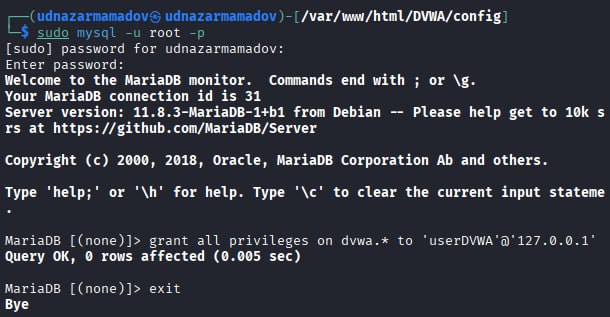 ┌──(udnazarmamadov㉿udnazarmamadov)-[/var/www/html/DVWA/config]
└─$ sudo mysql -u root -p
[sudo] password for udnazarmamadov:
Enter password:
Welcome to the MariaDB monitor.  Commands end with ; or \g.
Your MariaDB connection id is 31
Server version: 11.8.3-MariaDB-1+b1 from Debian -- Please help get to 10k s
rs at https://github.com/MariaDB/Server
Copyright (c) 2000, 2018, Oracle, MariaDB Corporation Ab and others.
Type 'help;' or '\h' for help. Type '\c' to clear the current input stateme
.
MariaDB [(none)]> grant all privileges on dvwa.* to 'userDVWA'@'127.0.0.1'
Query OK, 0 rows affected (0.005 sec)
MariaDB [(none)]> exit
Bye